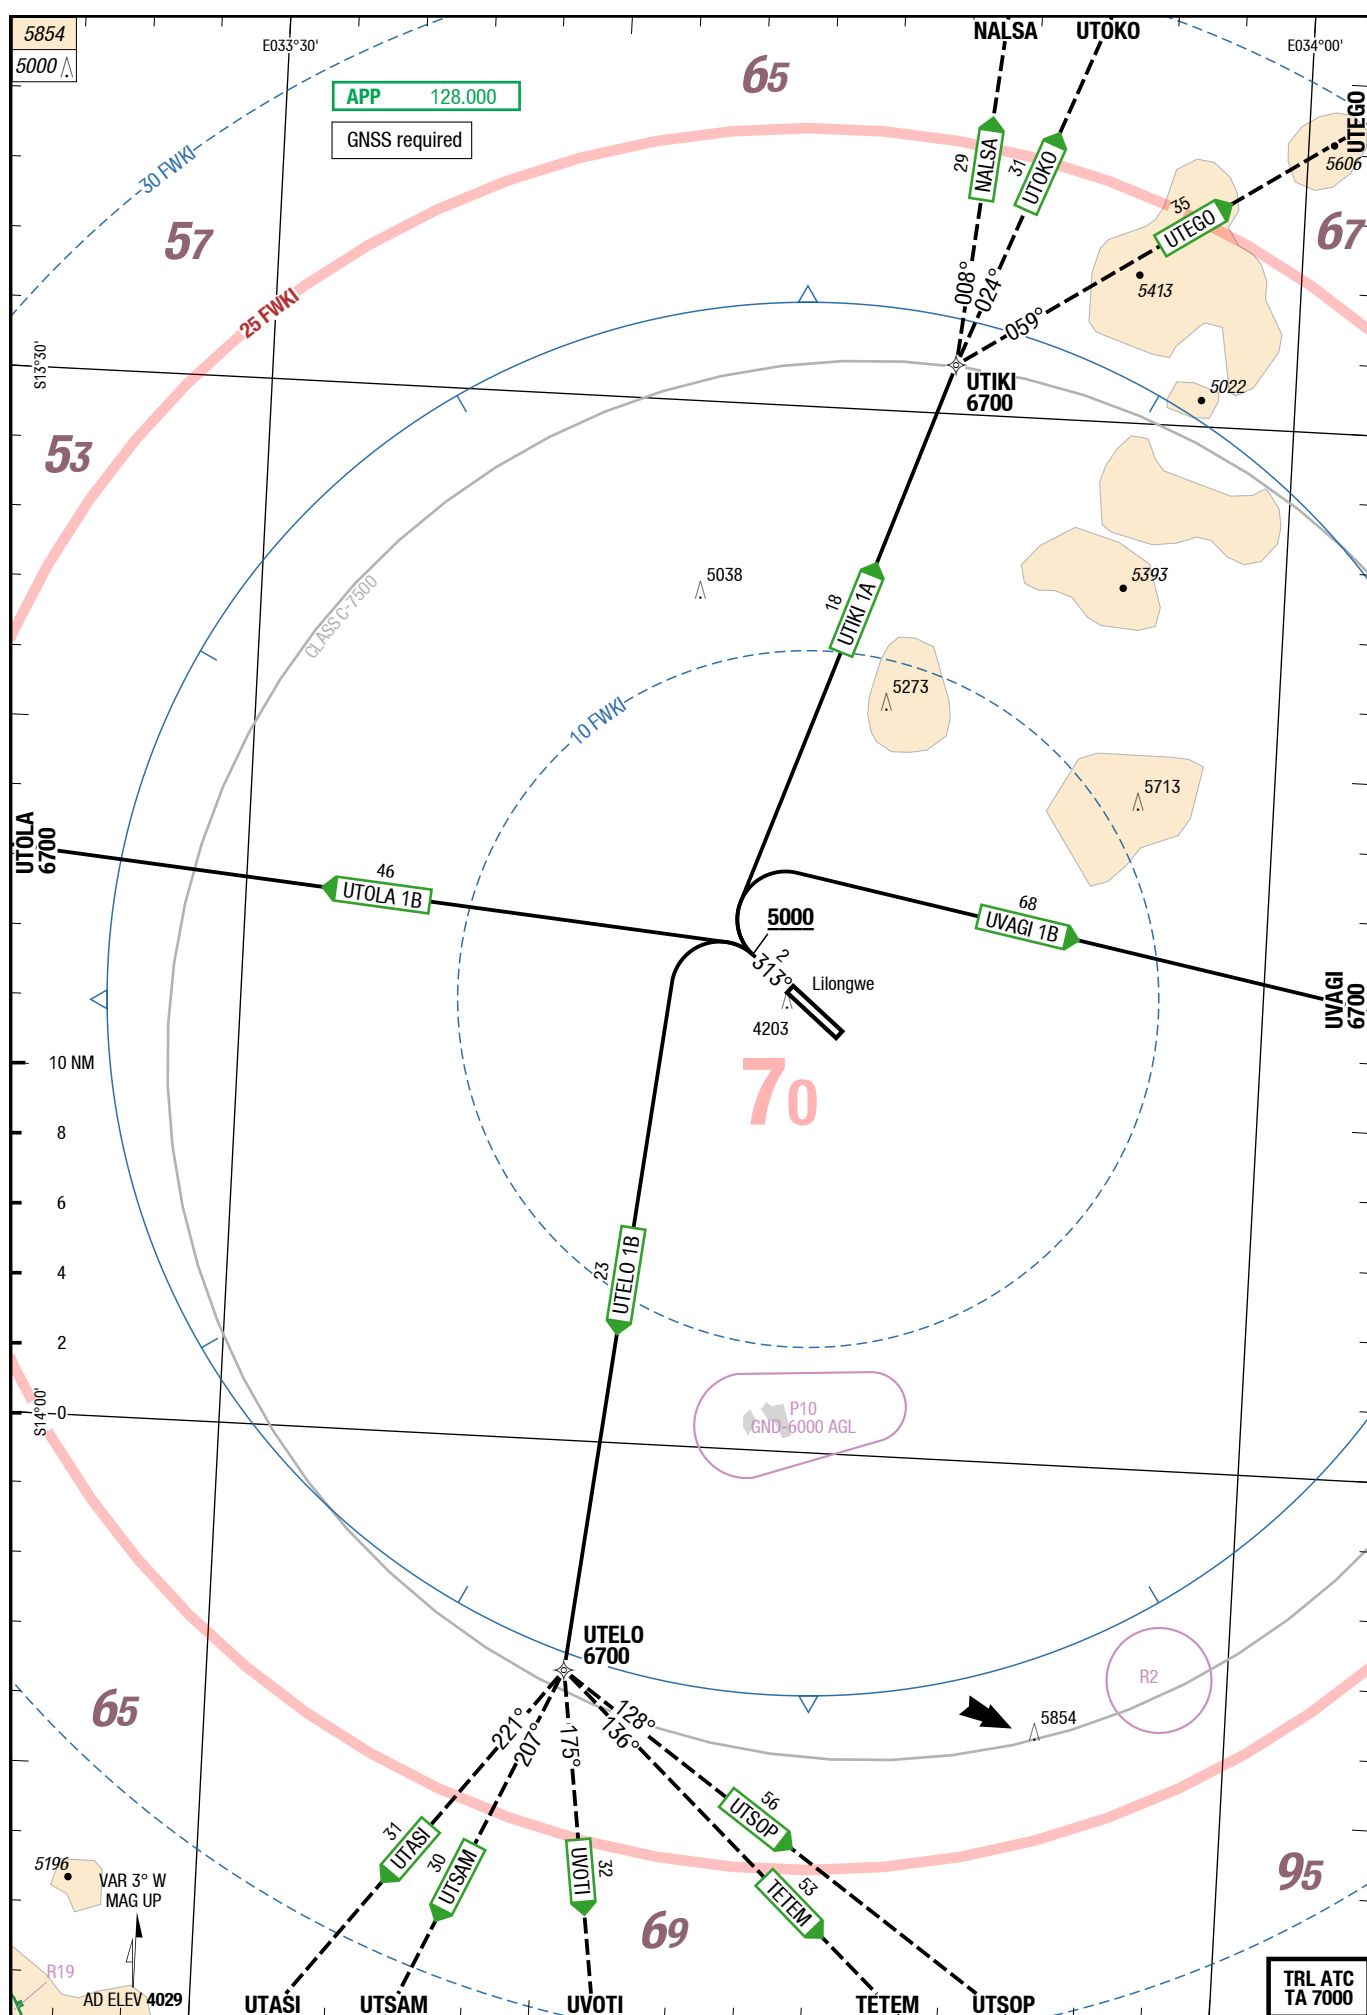 5854
5000
E033°30'
NALSA
UTOKO
E034°00'
APP 128.000
GNSS required
65
30 FWKI
29
NALSA
31
UTOKO
UTEGO
5606
35
UTEGO
57
67
25 FWKI
5413
008°
024°
059°
S13°30'
UTIKI
6700
5022
53
5038
5393
CLASS C-7500
18
UTIKI 1A
5273
10 FWKI
5713
UTOLA
6700
46
UTOLA 1B
5000
68
UVAGI 1B
2
313°
Lilongwe
UVAGI
6700
4203
10 NM
70
8
6
23
UTELO 1B
4
2
S14°00'
0
P10
GND-6000 AGL
UTELO
6700
R2
65
5854
221°
207°
175°
136°
128°
56
UTSOP
31
UTASI
30
UTSAM
UVOTI
32
53
TETEM
5196
VAR 3° W
MAG UP
95
69
R19
AD ELEV 4029
UTASI
UTSAM
UVOTI
TETEM
UTSOP
TRL ATC
TA 7000